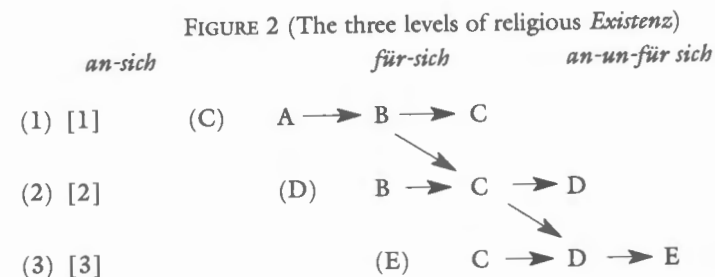 FIGURE 2 (The three levels of religious Existenz)
an-sich für-sich an-un-für sich
(1) [1] (C) A B C
(2) [2] (D) B C D
(3) [3] (E) C D E